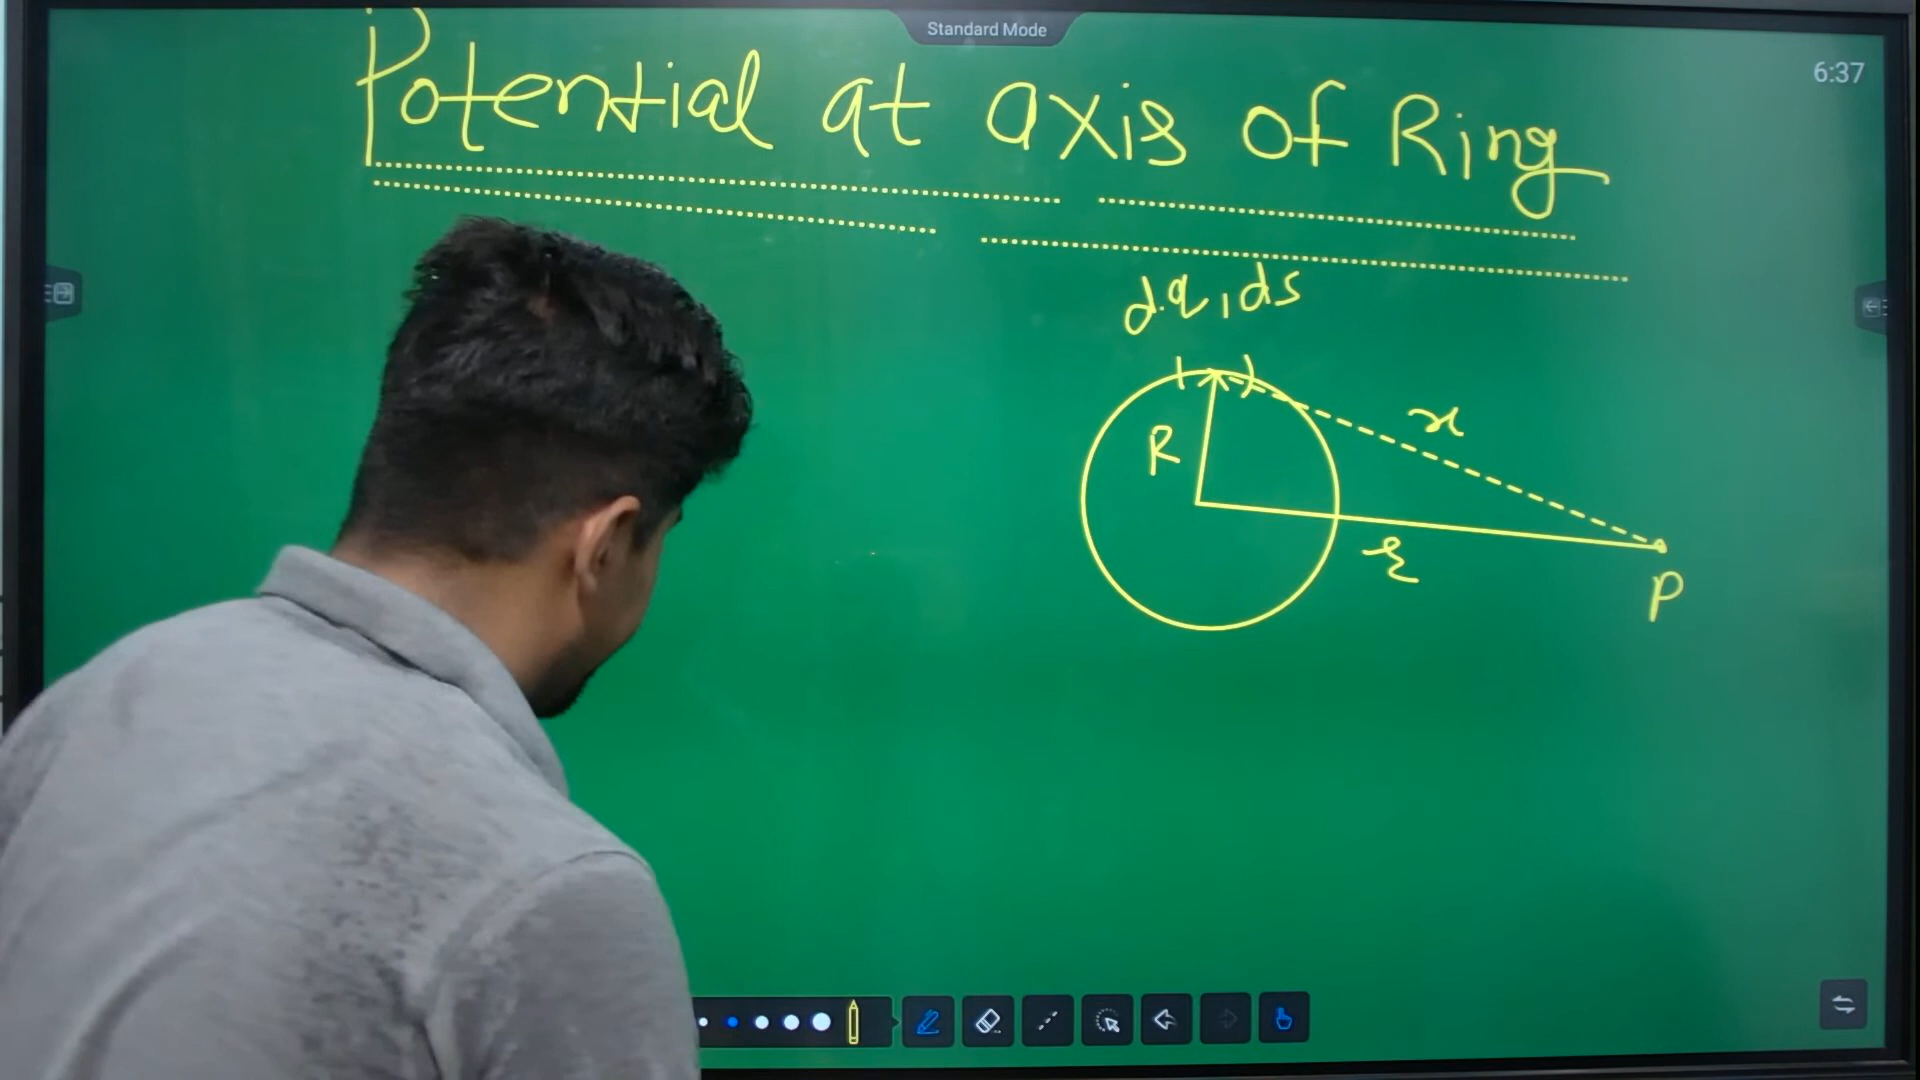 Standard Mode
6:37
Potential at axis of Ring
dq, ds
x
R
r
P